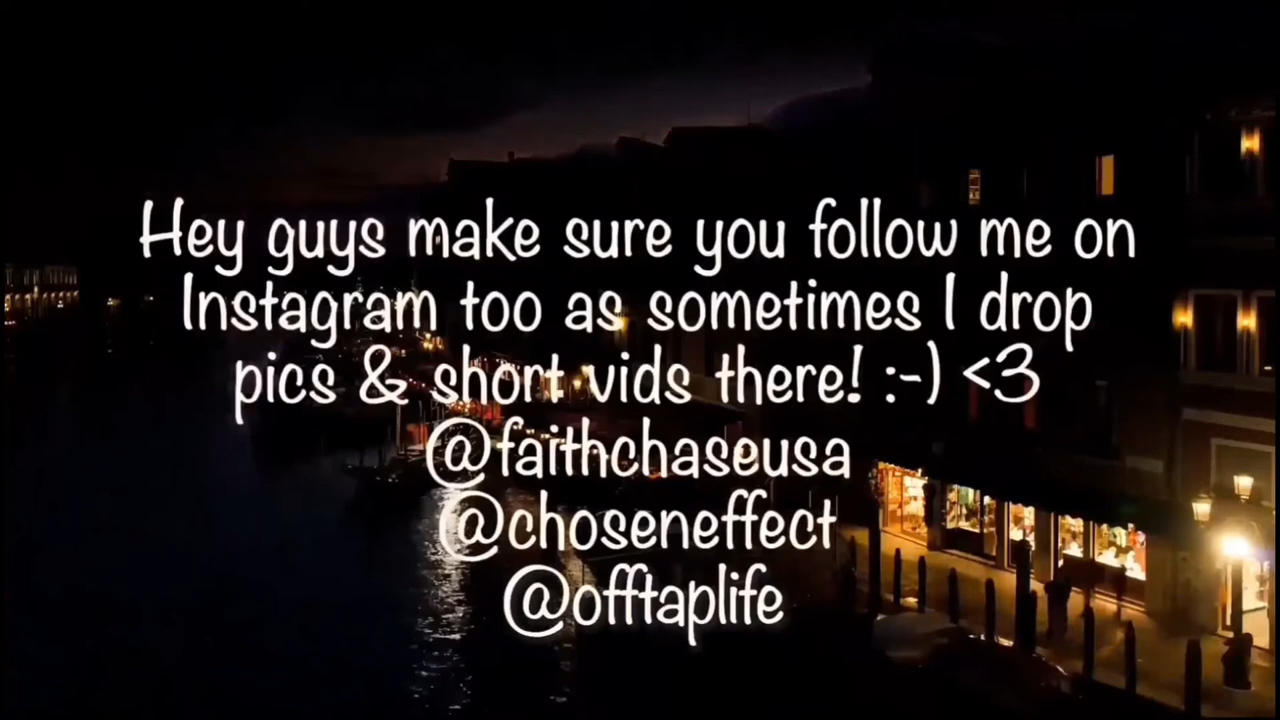 Hey guys make sure you follow me on
Instagram too as sometimes I drop
pics & short vids there! :-) <3
@faithchaseusa
@choseneffect
@offtaplife